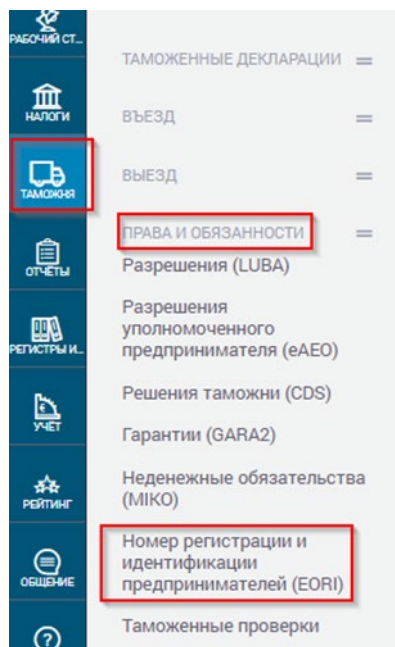 РАБОЧИЙ СТ...
НАЛОГИ
ТАМОЖНЯ
ОТЧЁТЫ
РЕГИСТРЫ И...
УЧЁТ
РЕЙТИНГ
ОБЩЕНИЕ
ТАМОЖЕННЫЕ ДЕКЛАРАЦИИ
ВЪЕЗД
ВЫЕЗД
ПРАВА И ОБЯЗАННОСТИ
Разрешения (LUBA)
Разрешения
уполномоченного
предпринимателя (eAEO)
Решения таможни (CDS)
Гарантии (GARA2)
Неденежные обязательства
(MIKO)
Номер регистрации и
идентификации
предпринимателей (EORI)
Таможенные проверки